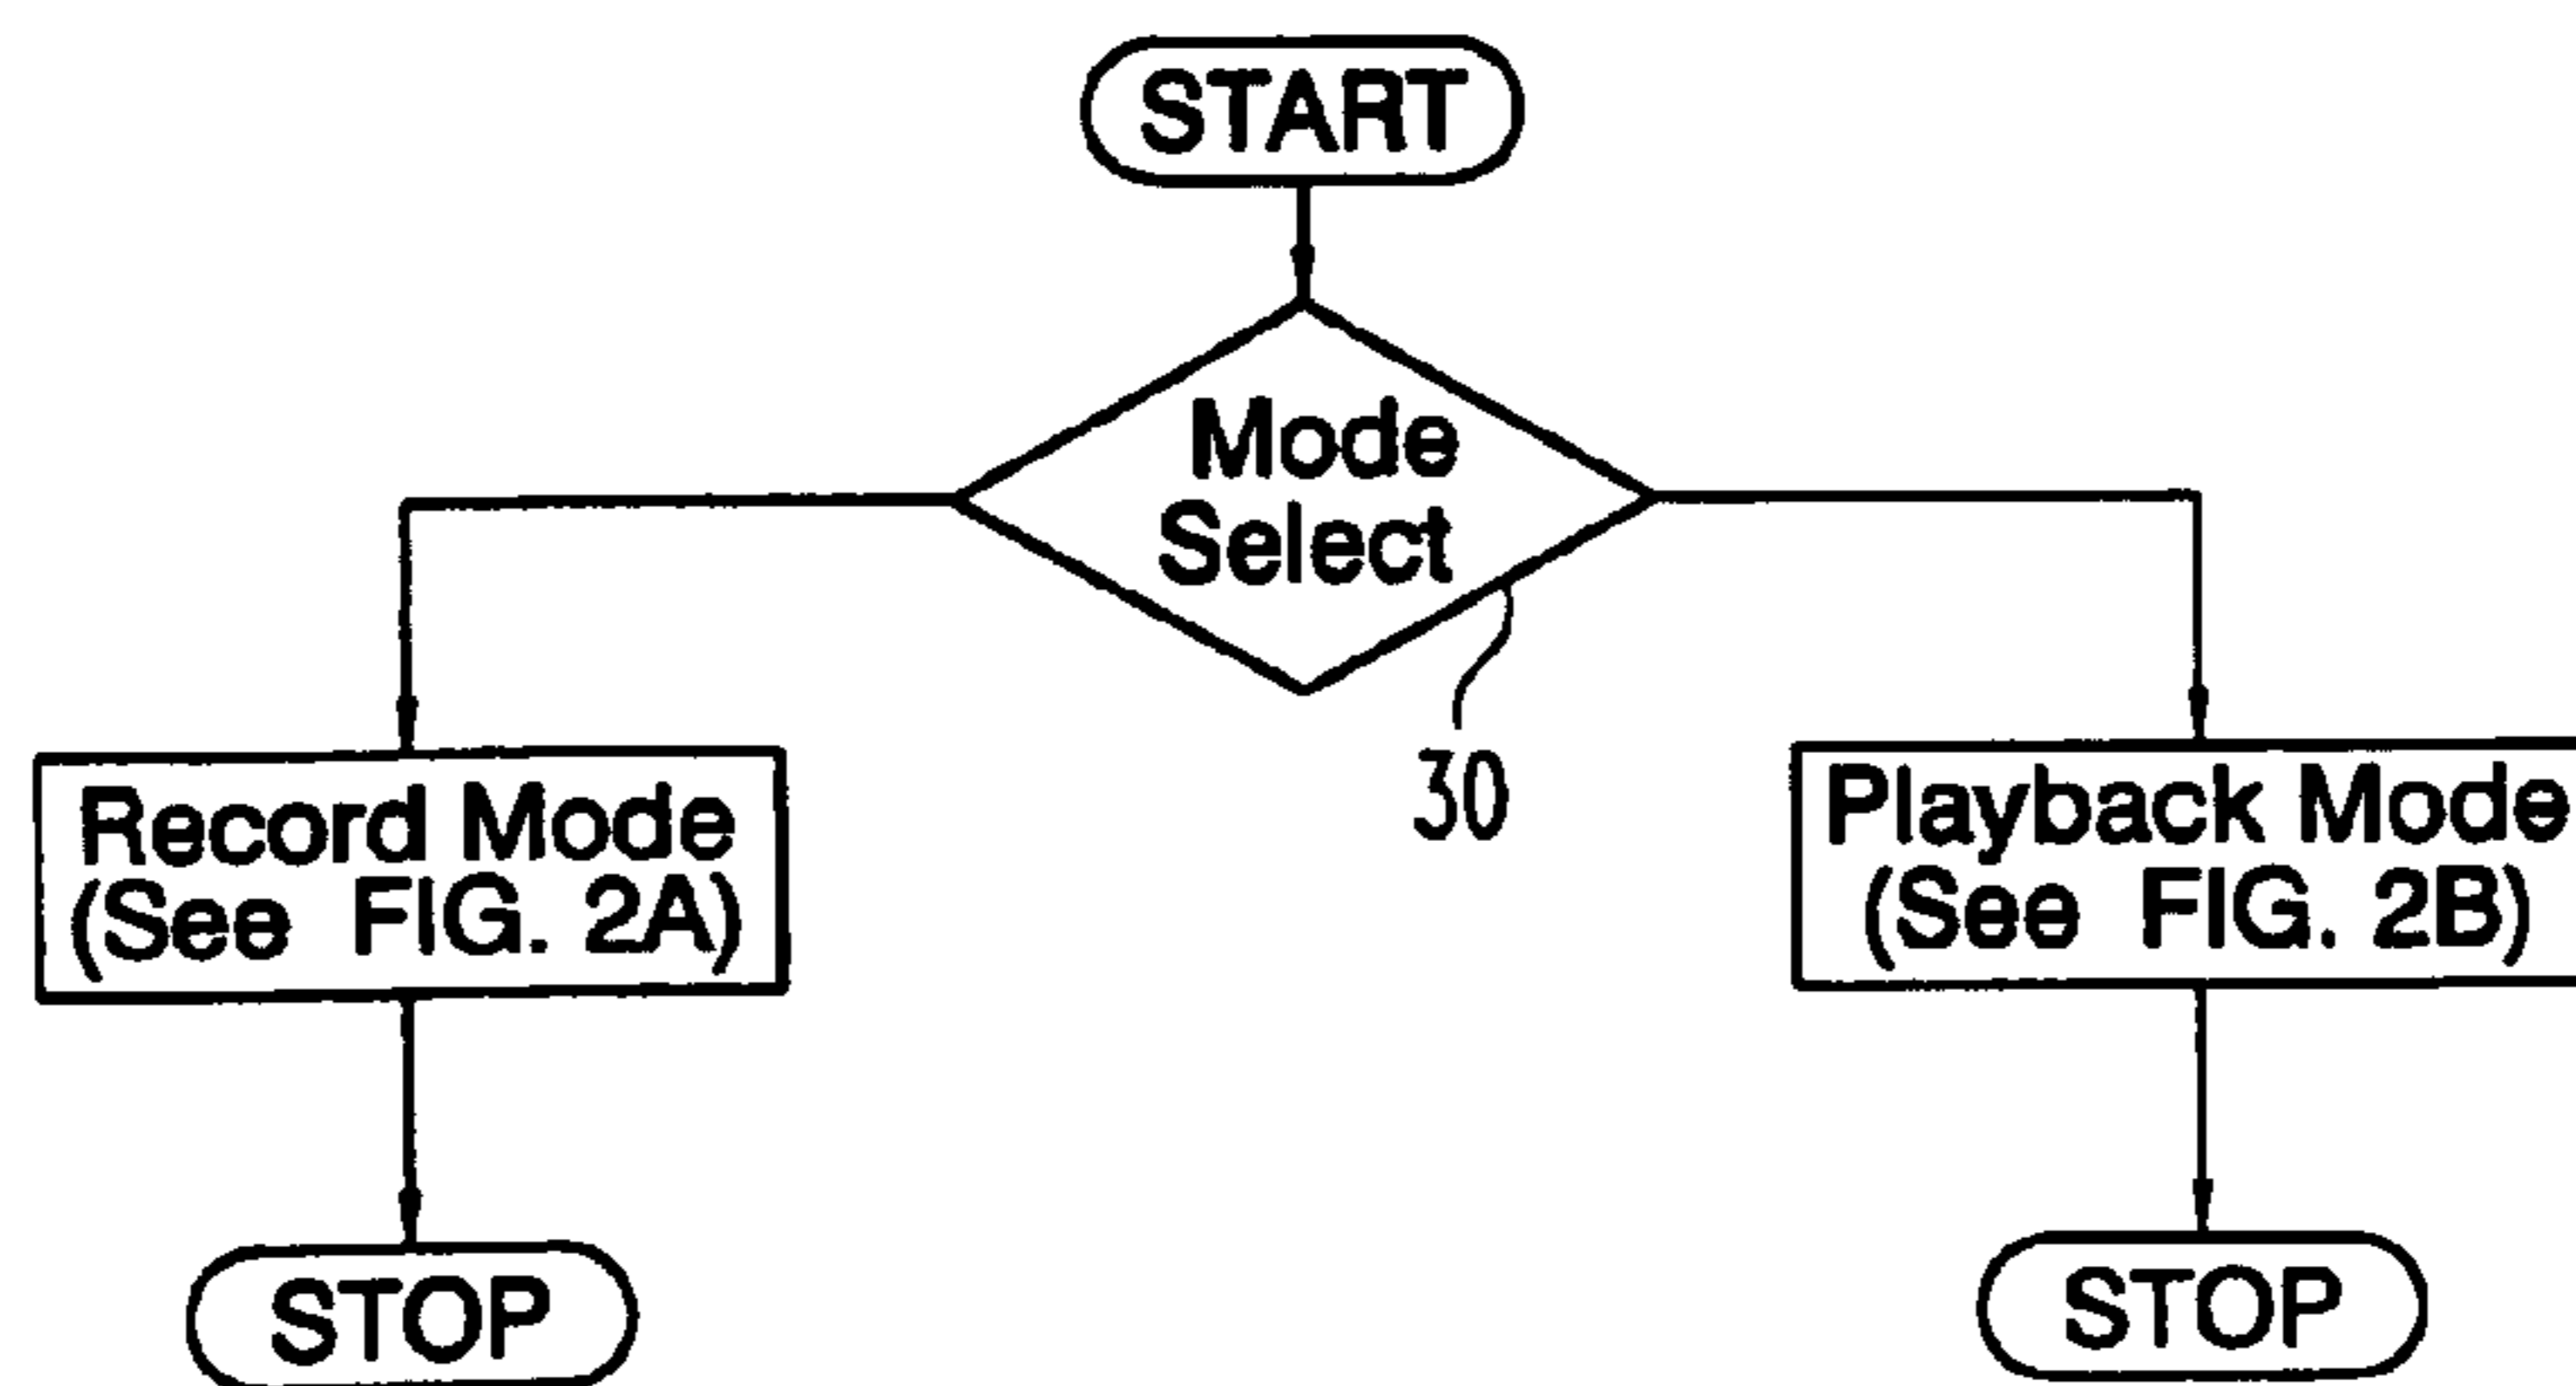 START
Mode
Select
30
Record Mode
(See FIG. 2A)
Playback Mode
(See FIG. 2B)
STOP
STOP